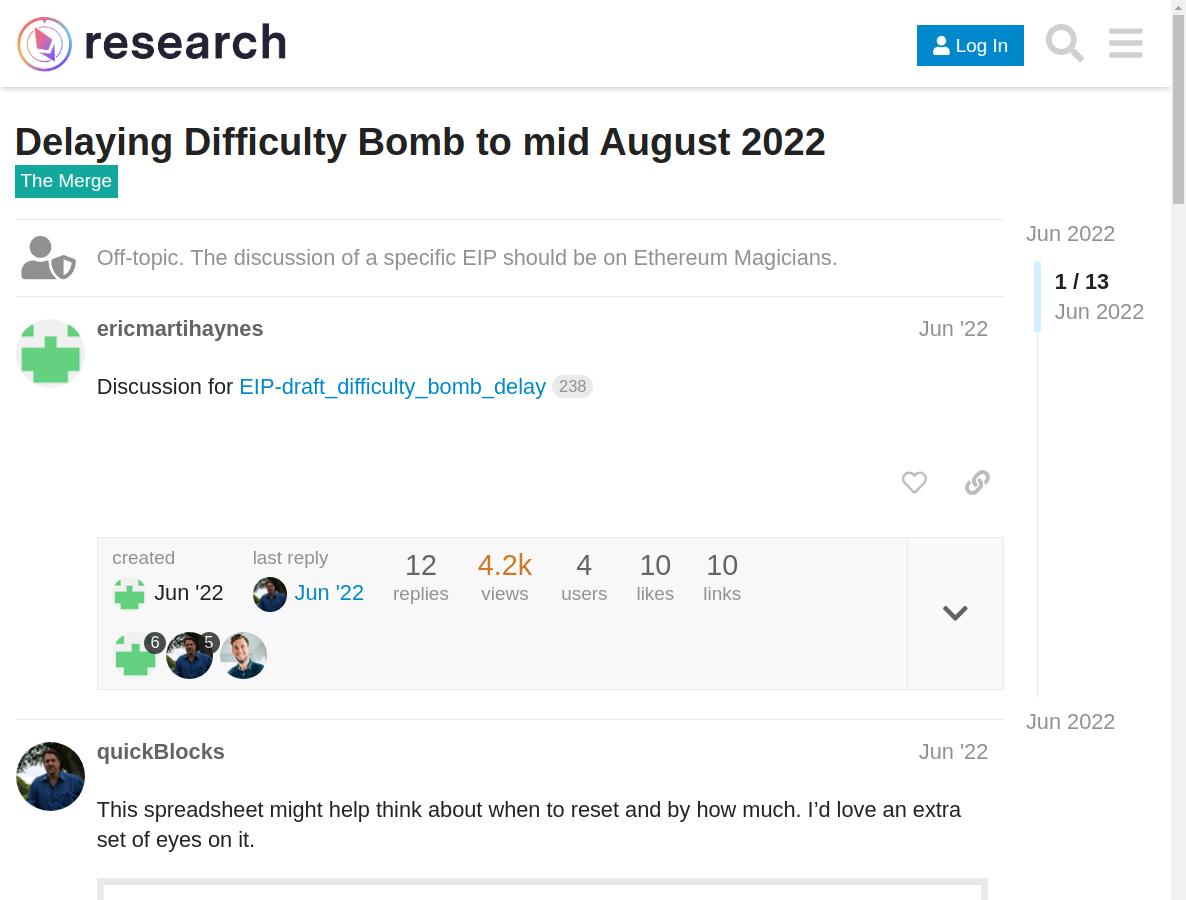 research
Log In
Delaying Difficulty Bomb to mid August 2022
The Merge
Off-topic. The discussion of a specific EIP should be on Ethereum Magicians.
Jun 2022
1 / 13
Jun 2022
ericmartihaynes Jun '22
Discussion for EIP-draft_difficulty_bomb_delay 238
created last reply 12 4.2k 4 10 10
Jun '22 Jun '22 replies views users likes links
6 5
Jun 2022
quickBlocks Jun '22
This spreadsheet might help think about when to reset and by how much. I’d love an extra
set of eyes on it.